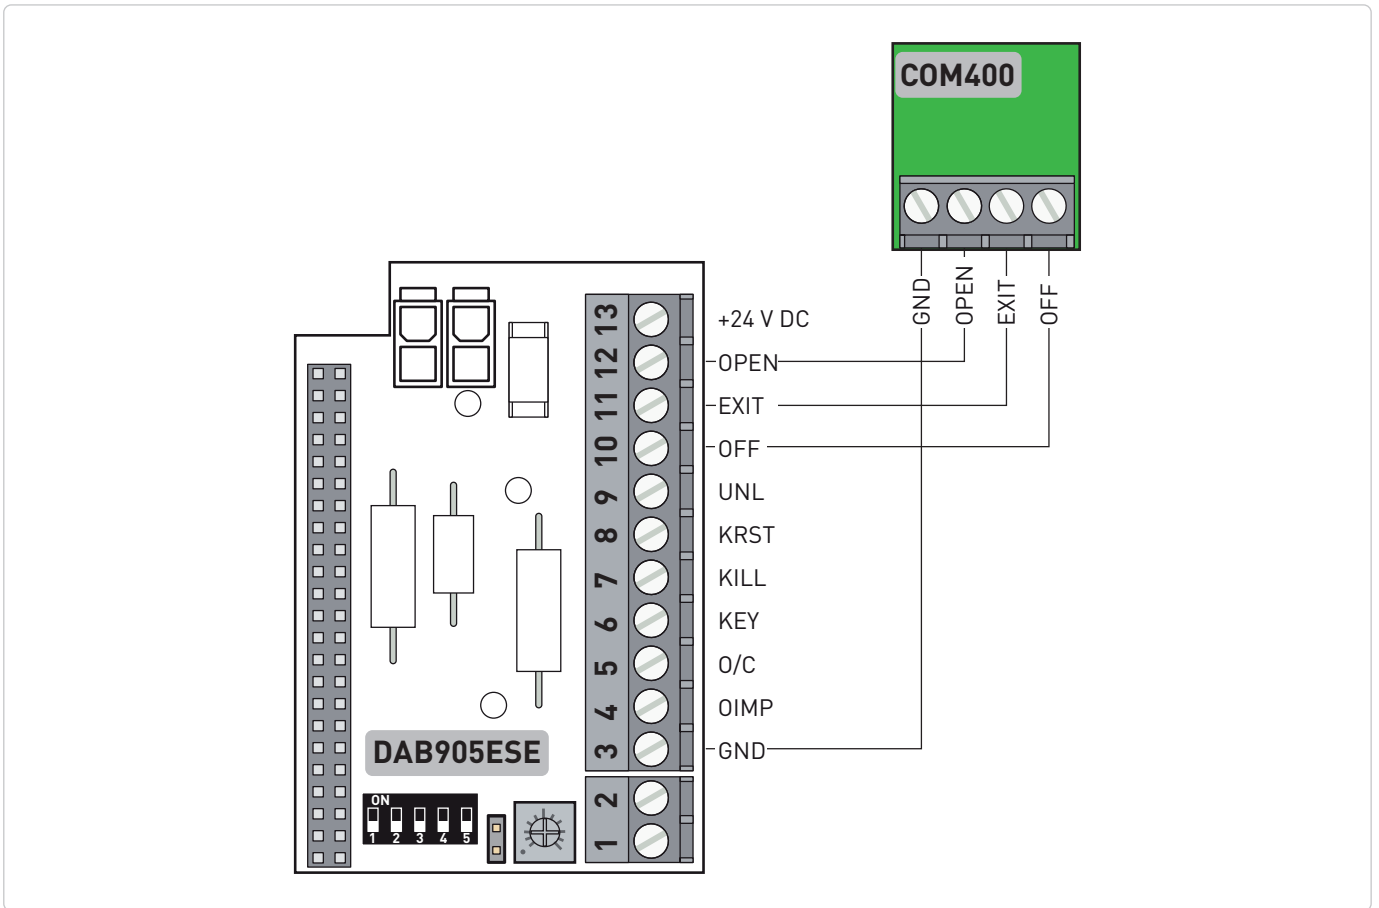 COM400
GND
OPEN
EXIT
OFF
13 +24 V DC
12 OPEN
11 EXIT
10 OFF
9 UNL
8 KRST
7 KILL
6 KEY
5 O/C
4 OIMP
3 GND
2
1
DAB905ESE
ON
1 2 3 4 5